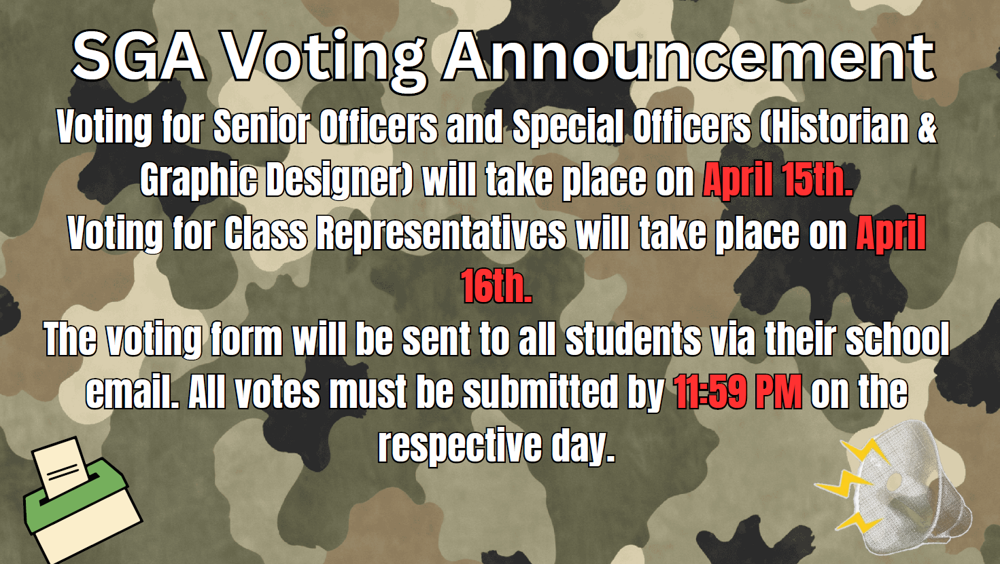 SGA Voting Announcement
Voting for Senior Officers and Special Officers (Historian &
Graphic Designer) will take place on April 15th.
Voting for Class Representatives will take place on April
16th.
The voting form will be sent to all students via their school
email. All votes must be submitted by 11:59 PM on the
respective day.